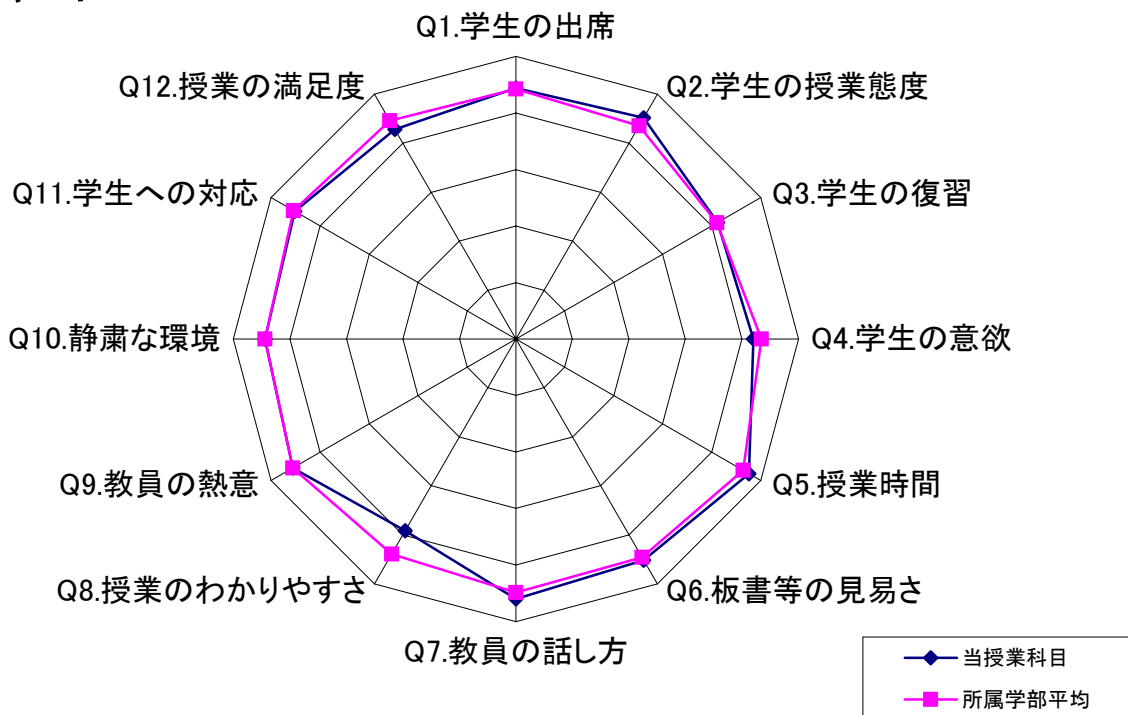 Q1.学生の出席
Q2.学生の授業態度
Q3.学生の復習
Q4.学生の意欲
Q5.授業時間
Q6.板書等の見易さ
Q7.教員の話し方
Q8.授業のわかりやすさ
Q9.教員の熱意
Q10.静粛な環境
Q11.学生への対応
Q12.授業の満足度
当授業科目
所属学部平均